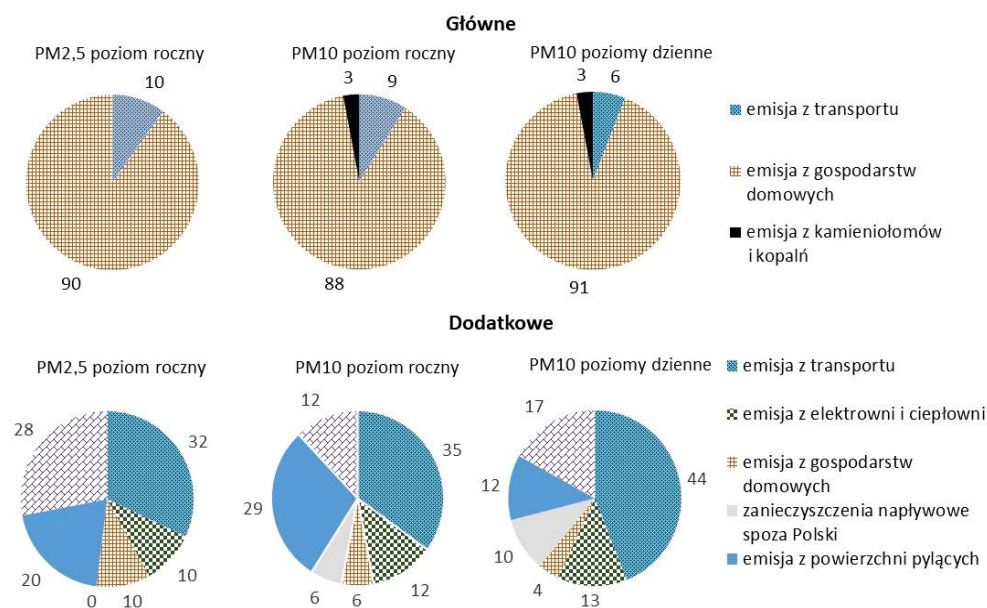 Główne
PM2,5 poziom roczny
10
90
PM10 poziom roczny
3 9
88
PM10 poziomy dzienne
3 6
91
emisja z transportu
emisja z gospodarstw
domowych
emisja z kamieniołomów
i kopalń
Dodatkowe
PM2,5 poziom roczny
28
32
20
0
10
10
PM10 poziom roczny
12
35
29
6
6
12
PM10 poziomy dzienne
17
44
12
10
4
13
emisja z transportu
emisja z elektrowni i ciepłowni
emisja z gospodarstw
domowych
zanieczyszczenia napływowe
spoza Polski
emisja z powierzchni pylących